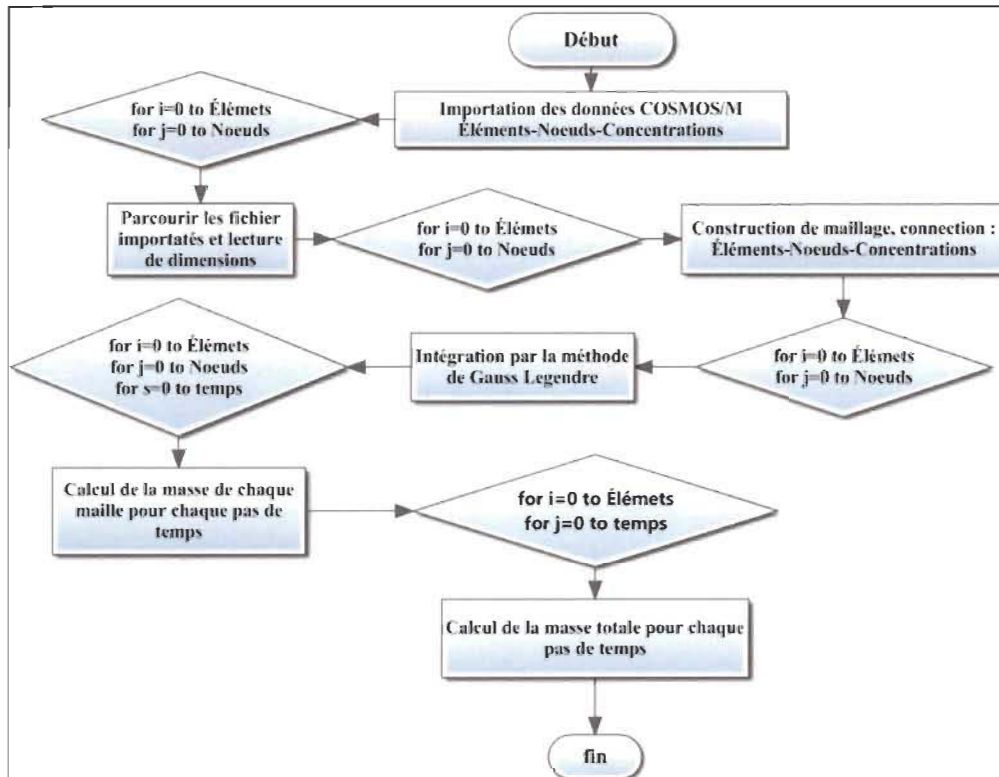 Début
Importation des données COSMOS/M
Éléments-Noeuds-Concentrations
for i=0 to Élémets
for j=0 to Noeuds
Parcourir les fichier
importatés et lecture
de dimensions
for i=0 to Élémets
for j=0 to Noeuds
Construction de maillage, connection :
Éléments-Noeuds-Concentrations
for i=0 to Élémets
for j=0 to Noeuds
Intégration par la méthode
de Gauss Legendre
for i=0 to Élémets
for j=0 to Noeuds
for s=0 to temps
Calcul de la masse de chaque
maille pour chaque pas de
temps
for i=0 to Élémets
for j=0 to temps
Calcul de la masse totale pour chaque
pas de temps
fin